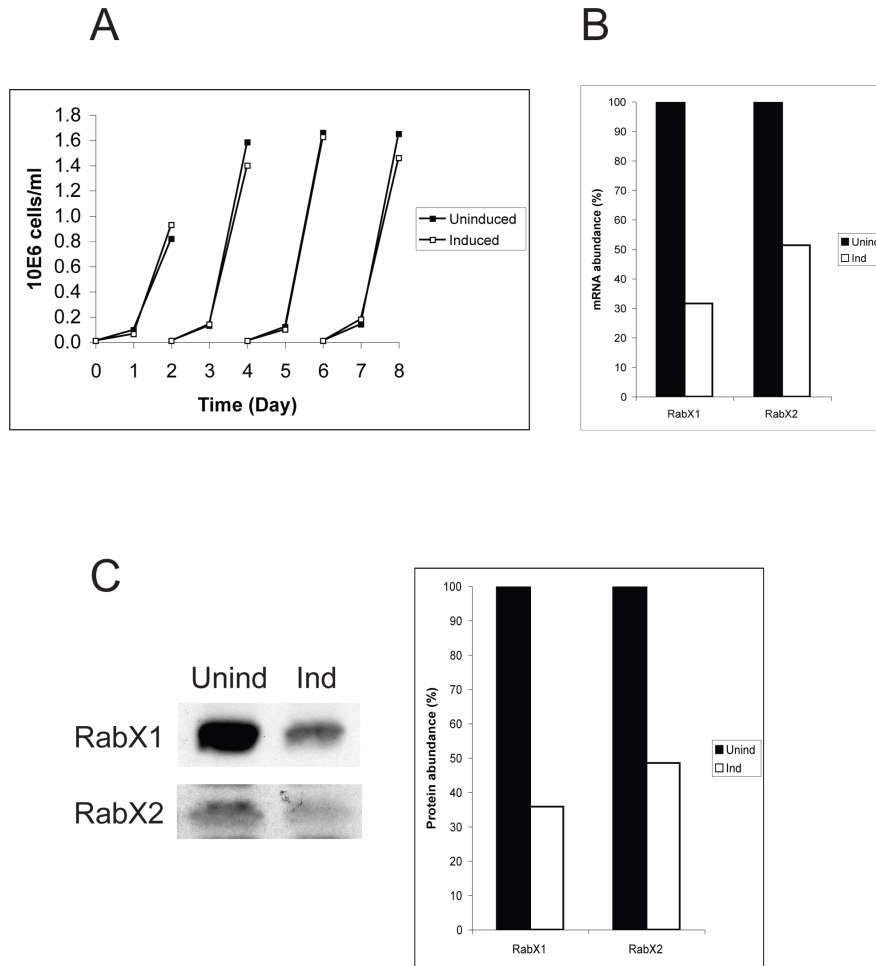 A
B
1.8
1.6
1.4
1.2
1.0
0.8
0.6
0.4
0.2
0.0
10E6 cells/ml
0 1 2 3 4 5 6 7 8
Time (Day)
Uninduced
Induced
100
90
80
70
60
50
40
30
20
10
0
mRNA abundance (%)
RabX1 RabX2
Unind
Ind
C
Unind Ind
RabX1
RabX2
100
90
80
70
60
50
40
30
20
10
0
Protein abundance (%)
RabX1 RabX2
Unind
Ind